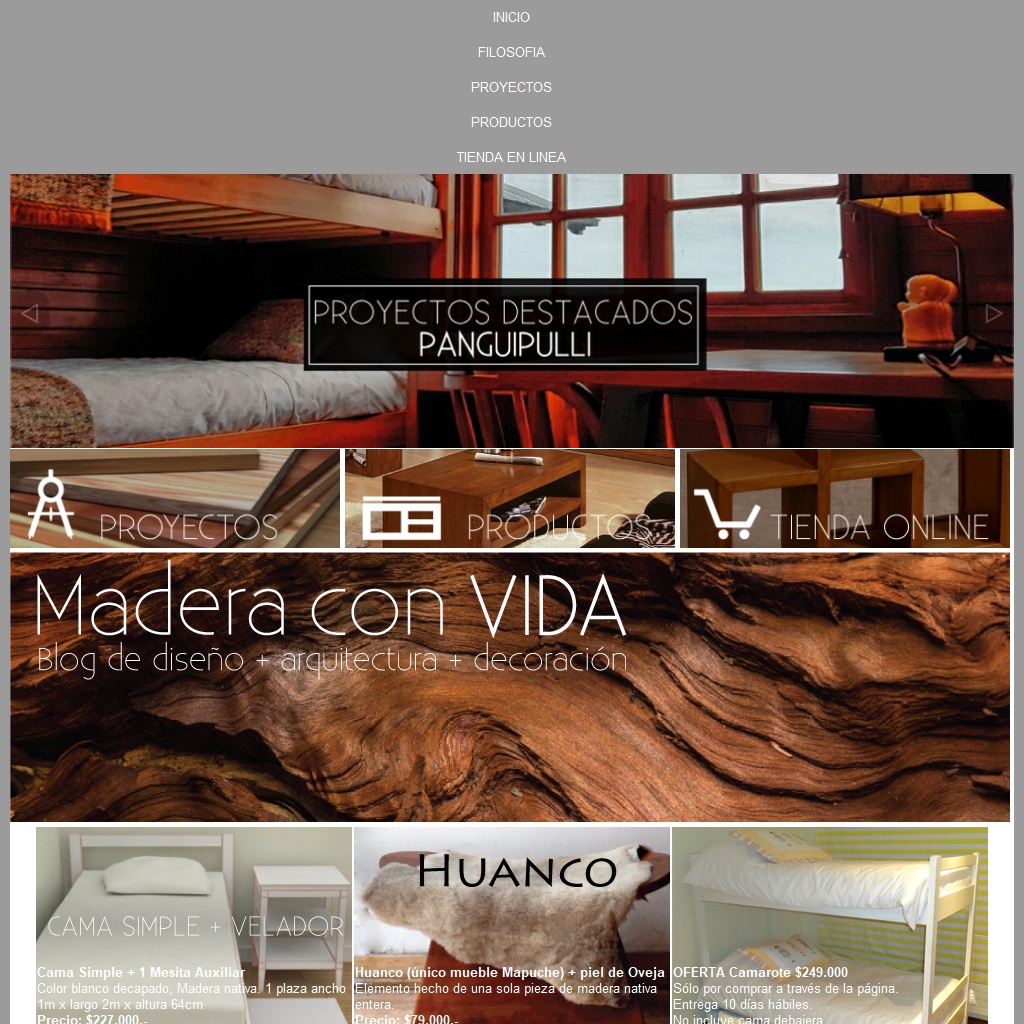 INICIO
FILOSOFIA
PROYECTOS
PRODUCTOS
TIENDA EN LINEA
PROYECTOS DESTACADOS
PANGUIPULLI
PROYECTOS
PRODUCTOS
TIENDA ONLINE
Madera con VIDA
Blog de diseño + arquitectura + decoración
CAMA SIMPLE + VELADOR
Cama Simple + 1 Mesita Auxiliar
Color blanco decapado, Madera nativa. 1 plaza ancho
1m x largo 2m x altura 64cm
Precio: $227.000.-
HUANCO
Huanco (único mueble Mapuche) + piel de Oveja
Elemento hecho de una sola pieza de madera nativa
entera.
Precio: $79.000.-
OFERTA Camarote $249.000
Sólo por comprar a través de la página.
Entrega 10 días hábiles.
No incluye cama debajera